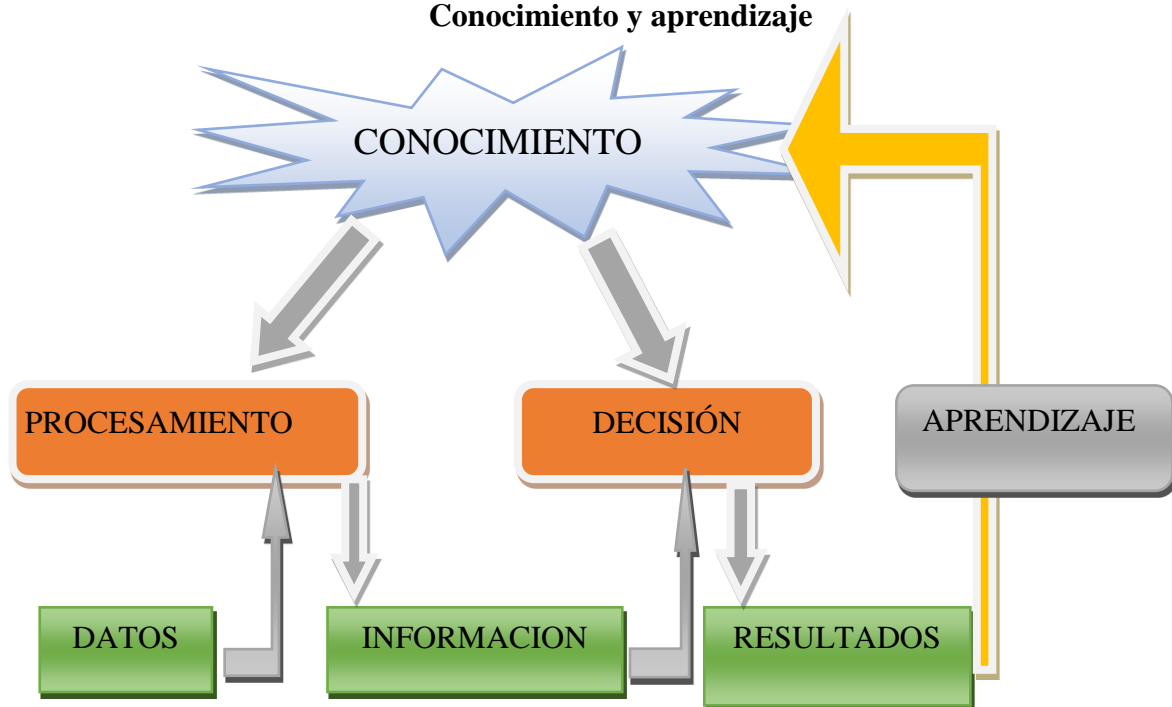 Conocimiento y aprendizaje
CONOCIMIENTO
PROCESAMIENTO
DECISIÓN
APRENDIZAJE
DATOS
INFORMACION
RESULTADOS